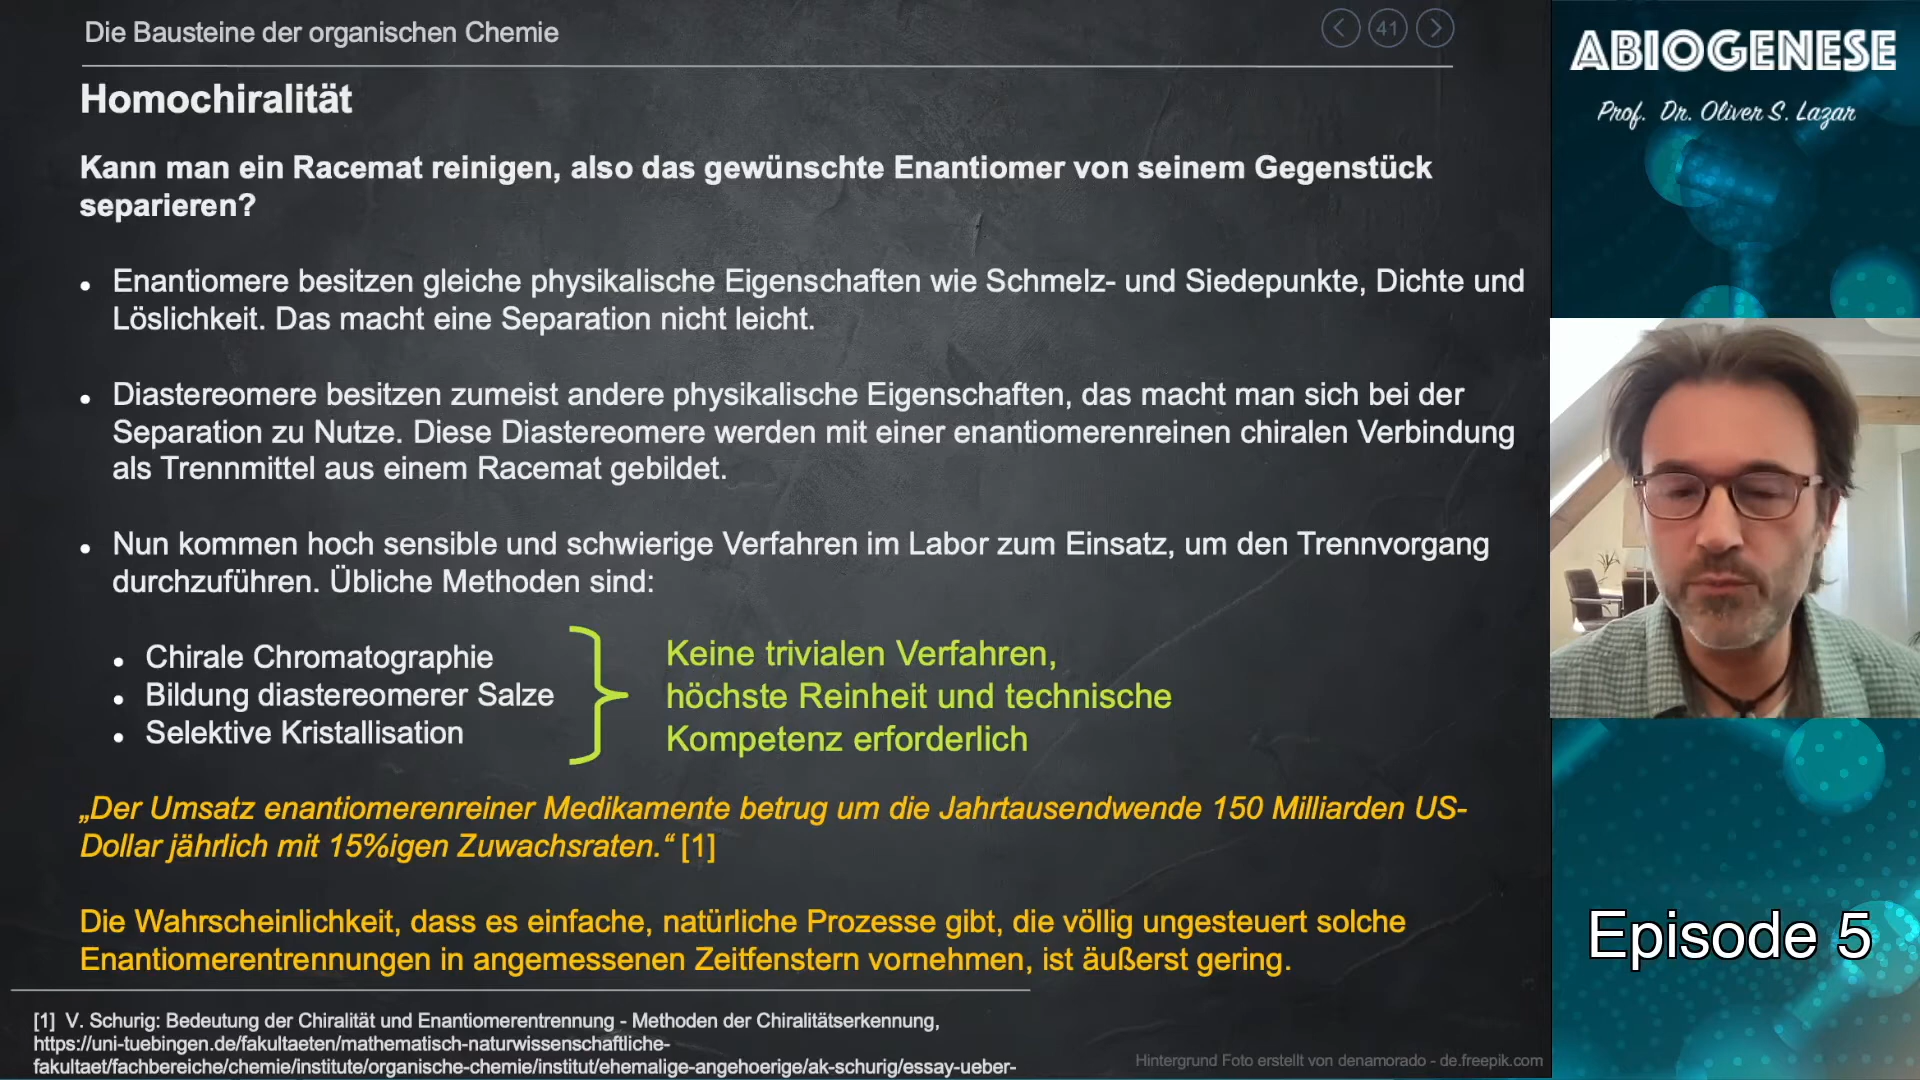 Die Bausteine der organischen Chemie
41
Homochiralität
Kann man ein Racemat reinigen, also das gewünschte Enantiomer von seinem Gegenstück
separieren?
• Enantiomere besitzen gleiche physikalische Eigenschaften wie Schmelz- und Siedepunkte, Dichte und
Löslichkeit. Das macht eine Separation nicht leicht.
• Diastereomere besitzen zumeist andere physikalische Eigenschaften, das macht man sich bei der
Separation zu Nutze. Diese Diastereomere werden mit einer enantiomerenreinen chiralen Verbindung
als Trennmittel aus einem Racemat gebildet.
• Nun kommen hoch sensible und schwierige Verfahren im Labor zum Einsatz, um den Trennvorgang
durchzuführen. Übliche Methoden sind:
• Chirale Chromatographie
• Bildung diastereomerer Salze
• Selektive Kristallisation
Keine trivialen Verfahren,
höchste Reinheit und technische
Kompetenz erforderlich
„Der Umsatz enantiomerenreiner Medikamente betrug um die Jahrtausendwende 150 Milliarden US-
Dollar jährlich mit 15%igen Zuwachsraten.“ [1]
Die Wahrscheinlichkeit, dass es einfache, natürliche Prozesse gibt, die völlig ungesteuert solche
Enantiomerentrennungen in angemessenen Zeitfenstern vornehmen, ist äußerst gering.
[1] V. Schurig: Bedeutung der Chiralität und Enantiomerentrennung - Methoden der Chiralitätserkennung,
https://uni-tuebingen.de/fakultaeten/mathematisch-naturwissenschaftliche-
fakultaet/fachbereiche/chemie/institute/organische-chemie/institut/ehemalige-angehoerige/ak-schurig/essay-ueber-
Hintergrund Foto erstellt von denamorado - de.freepik.com
ABIOGENESE
Prof. Dr. Oliver S. Lazar
Episode 5